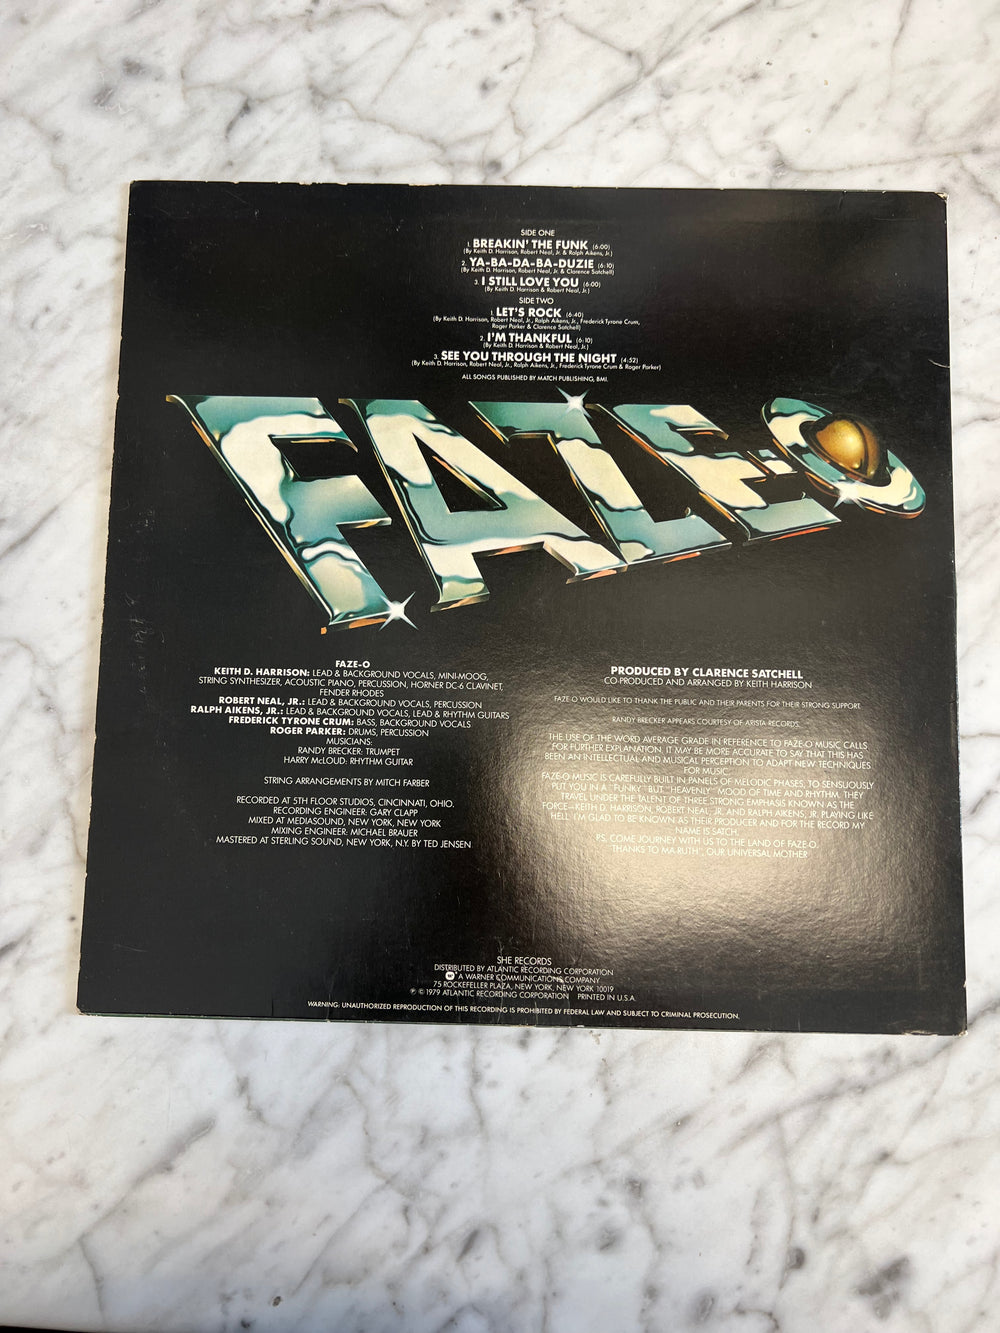 SIDE ONE
1. BREAKIN' THE FUNK (6:00)
(By Keith D. Harrison, Robert Neal, Jr. & Ralph Aikens, Jr.)
2. YA-BA-DA-BA-DUZIE (6:10)
(By Keith D. Harrison, Robert Neal, Jr. & Clarence Satchell)
3. I STILL LOVE YOU (6:00)
(By Keith D. Harrison & Robert Neal, Jr.)
SIDE TWO
1. LET'S ROCK (6:40)
(By Keith D. Harrison, Robert Neal, Jr., Ralph Aikens, Jr., Frederick Tyrone Crum,
Roger Parker & Clarence Satchell)
2. I'M THANKFUL (6:10)
(By Keith D. Harrison & Robert Neal, Jr.)
3. SEE YOU THROUGH THE NIGHT (4:52)
(By Keith D. Harrison, Robert Neal, Jr., Ralph Aikens, Jr., Frederick Tyrone Crum & Roger Parker)
ALL SONGS PUBLISHED BY MATCH PUBLISHING, BMI.
FAZE-O
FAZE-O
KEITH D. HARRISON: LEAD & BACKGROUND VOCALS, MINI-MOOG,
STRING SYNTHESIZER, ACOUSTIC PIANO, PERCUSSION, HORNER DC-6 CLAVINET,
FENDER RHODES
ROBERT NEAL, JR.: LEAD & BACKGROUND VOCALS, PERCUSSION
RALPH AIKENS, JR.: LEAD & BACKGROUND VOCALS, LEAD & RHYTHM GUITARS
FREDERICK TYRONE CRUM: BASS, BACKGROUND VOCALS
ROGER PARKER: DRUMS, PERCUSSION
MUSICIANS:
RANDY BRECKER: TRUMPET
HARRY McLOUD: RHYTHM GUITAR
STRING ARRANGEMENTS BY MITCH FARBER
RECORDED AT 5TH FLOOR STUDIOS, CINCINNATI, OHIO.
RECORDING ENGINEER: GARY CLAPP
MIXED AT MEDIASOUND, NEW YORK, NEW YORK
MIXING ENGINEER: MICHAEL BRAUER
MASTERED AT STERLING SOUND, NEW YORK, N.Y. BY TED JENSEN
PRODUCED BY CLARENCE SATCHELL
CO-PRODUCED AND ARRANGED BY KEITH HARRISON
FAZE-O WOULD LIKE TO THANK THE PUBLIC AND THEIR PARENTS FOR THEIR STRONG SUPPORT.
RANDY BRECKER APPEARS COURTESY OF ARISTA RECORDS.
THE USE OF THE WORD AVERAGE GRADE IN REFERENCE TO FAZE-O MUSIC CALLS
FOR FURTHER EXPLANATION. IT MAY BE MORE ACCURATE TO SAY THAT THIS HAS
BEEN AN INTELLECTUAL AND MUSICAL PERCEPTION TO ADAPT NEW TECHNIQUES
FOR MUSIC.
FAZE-O MUSIC IS CAREFULLY BUILT IN PANELS OF MELODIC PHASES, TO SENSUOUSLY
PUT YOU IN A "FUNKY" BUT, "HEAVENLY" MOOD OF TIME AND RHYTHM. THEY
TRAVEL UNDER THE TALENT OF THREE STRONG EMPHASIS KNOWN AS THE
FORCE—KEITH D. HARRISON, ROBERT NEAL, JR. AND RALPH AIKENS, JR. PLAYING LIKE
HELL. I'M GLAD TO BE KNOWN AS THEIR PRODUCER AND FOR THE RECORD MY
NAME IS SATCH.
P.S. COME JOURNEY WITH US TO THE LAND OF FAZE-O.
THANKS TO MA RUTH", OUR UNIVERSAL MOTHER
SHE RECORDS
DISTRIBUTED BY ATLANTIC RECORDING CORPORATION
A WARNER COMMUNICATIONS COMPANY
75 ROCKEFELLER PLAZA, NEW YORK, NEW YORK 10019
℗ © 1979 ATLANTIC RECORDING CORPORATION PRINTED IN U.S.A.
WARNING: UNAUTHORIZED REPRODUCTION OF THIS RECORDING IS PROHIBITED BY FEDERAL LAW AND SUBJECT TO CRIMINAL PROSECUTION.